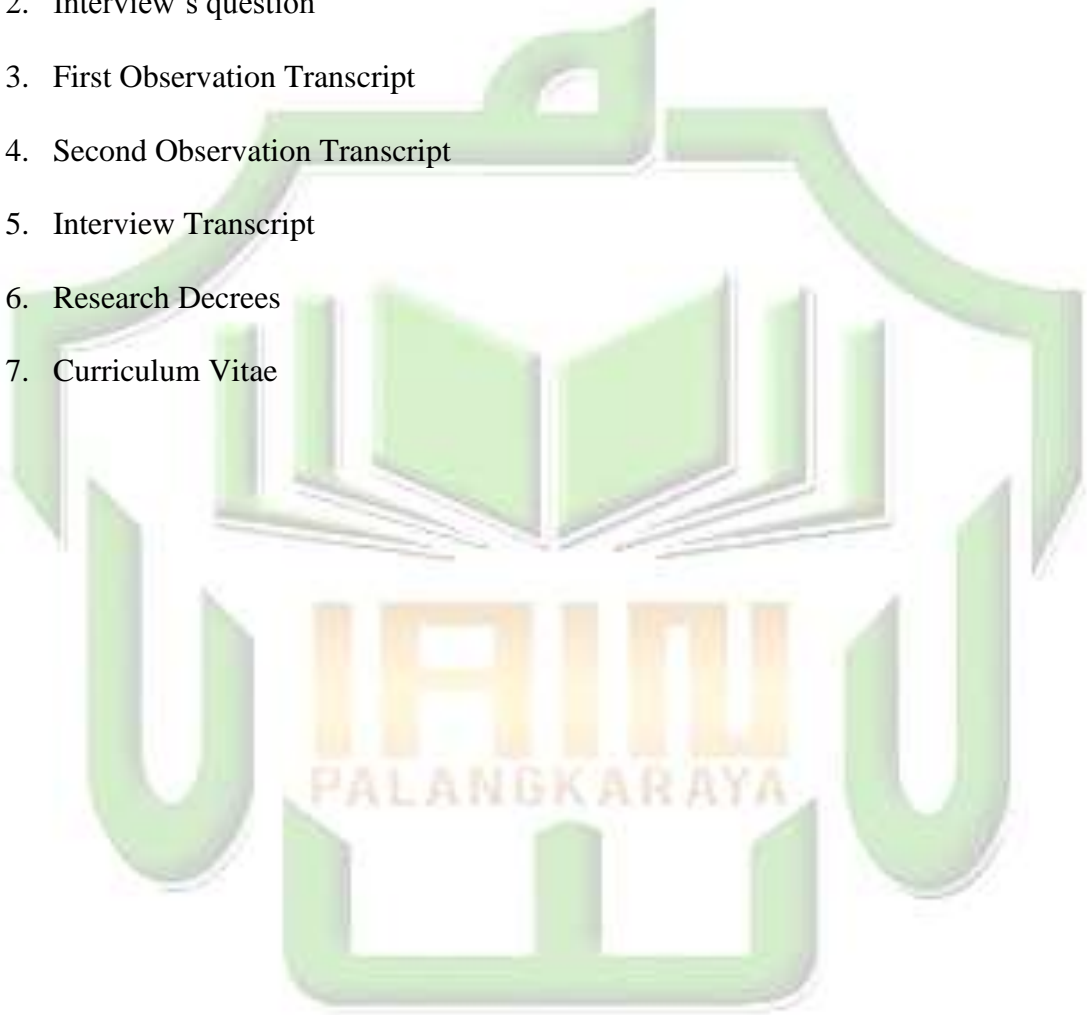 2. Interview's question
3. First Observation Transcript
4. Second Observation Transcript
5. Interview Transcript
6. Research Decrees
7. Curriculum Vitae
IAIN
PALANGKARAYA